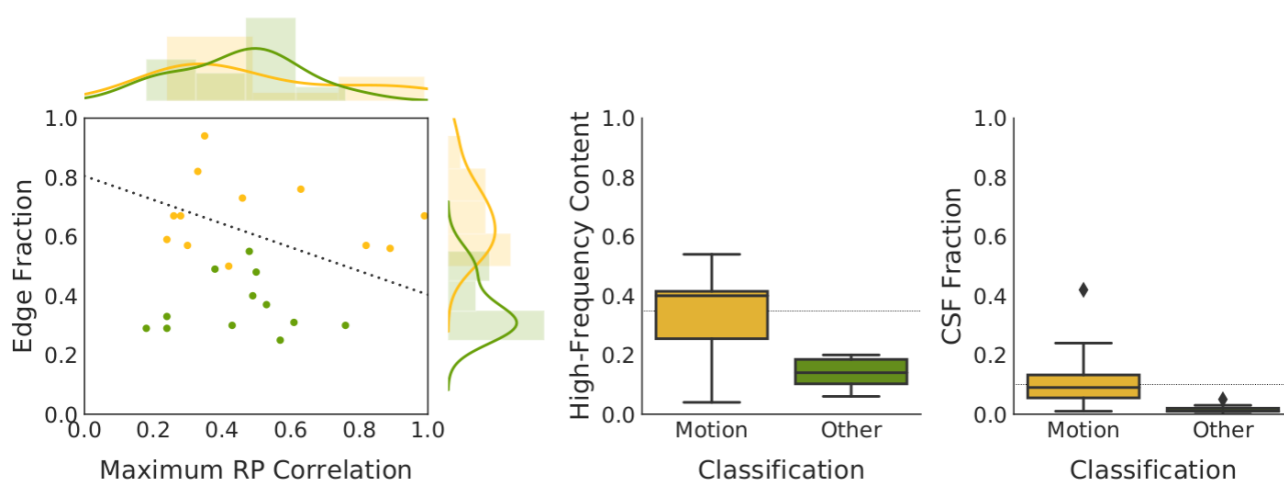 1.0
0.8
0.6
0.4
0.2
0.0
Edge Fraction
0.0 0.2 0.4 0.6 0.8 1.0
Maximum RP Correlation
1.0
0.8
0.6
0.4
0.2
0.0
High-Frequency Content
Motion Other
Classification
1.0
0.8
0.6
0.4
0.2
0.0
CSF Fraction
Motion Other
Classification